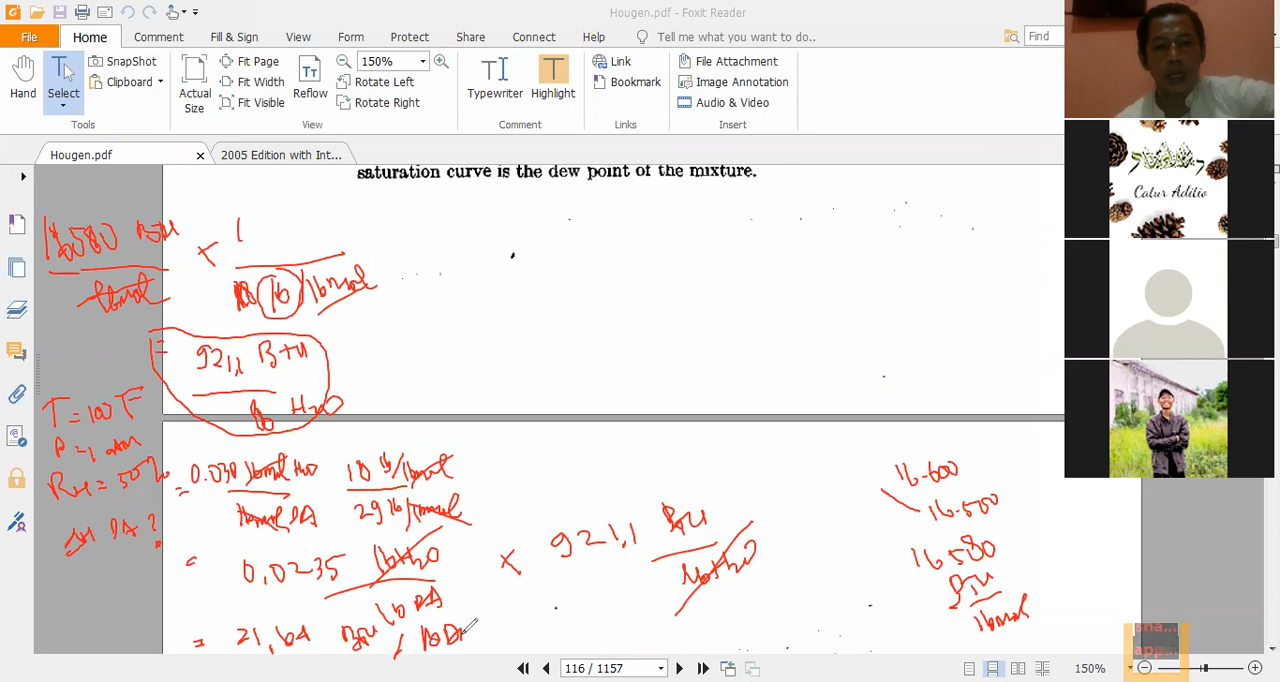 Hougen.pdf - Foxit Reader
File Home Comment Fill & Sign View Form Protect Share Connect Help Tell me what you want to do.. Find
Hand
Select
SnapShot
Clipboard
Actual Size
Fit Page
Fit Width
Fit Visible
Reflow
150%
Rotate Left
Rotate Right
Typewriter
Highlight
Link
Bookmark
File Attachment
Image Annotation
Audio & Video
Tools View Comment Links Insert
Hougen.pdf 2005 Edition with Int...
saturation curve is the dew point of the mixture.
16580 BTU
lbmol
× 1
lb/lbmol
= 921,1 BTU
lb H2O
T = 100 F
P = 1 atm
RH = 50%
DA ?
= 0.038 lbmol H2O
lbmol DA
18 lb/lbmol
29 lb/lbmol
= 0,0235 lb H2O
lb DA
× 921,1 BTU
lb H2O
= 21,64 BTU / lb DA
16.600
16.500
16.580
BTU
lbmol
Catur Aditio
sna...
app...
116 / 1157
150%